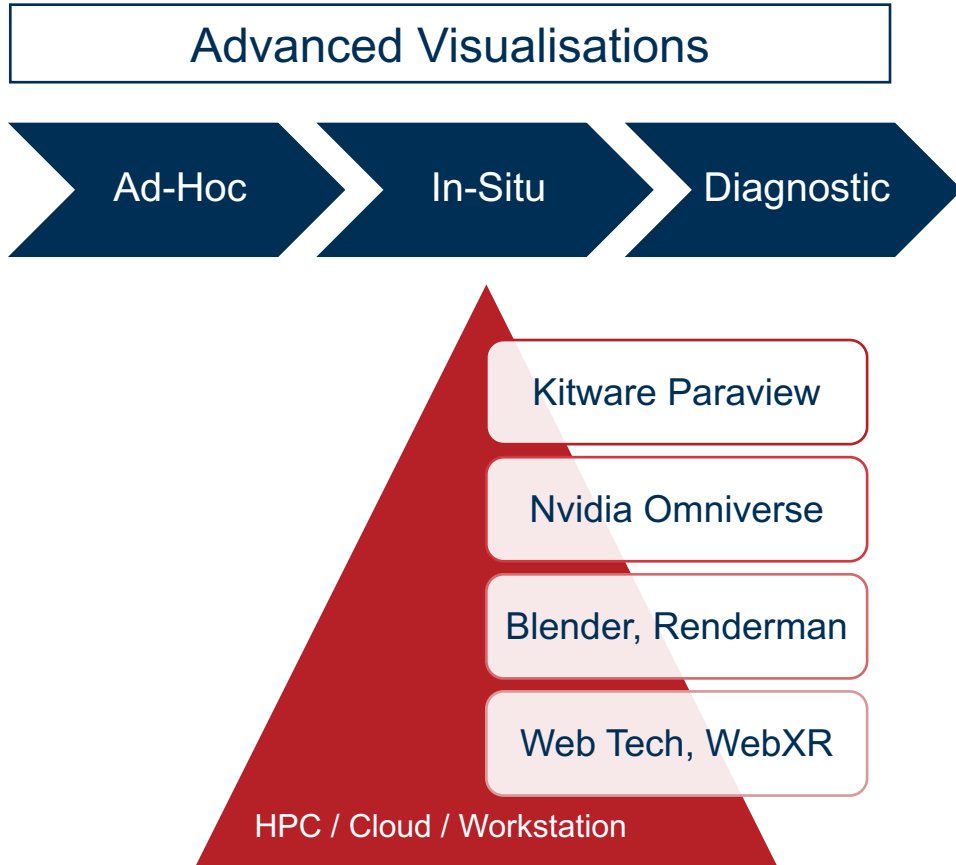 Advanced Visualisations
Ad-Hoc
In-Situ
Diagnostic
Kitware Paraview
Nvidia Omniverse
Blender, Renderman
Web Tech, WebXR
HPC / Cloud / Workstation